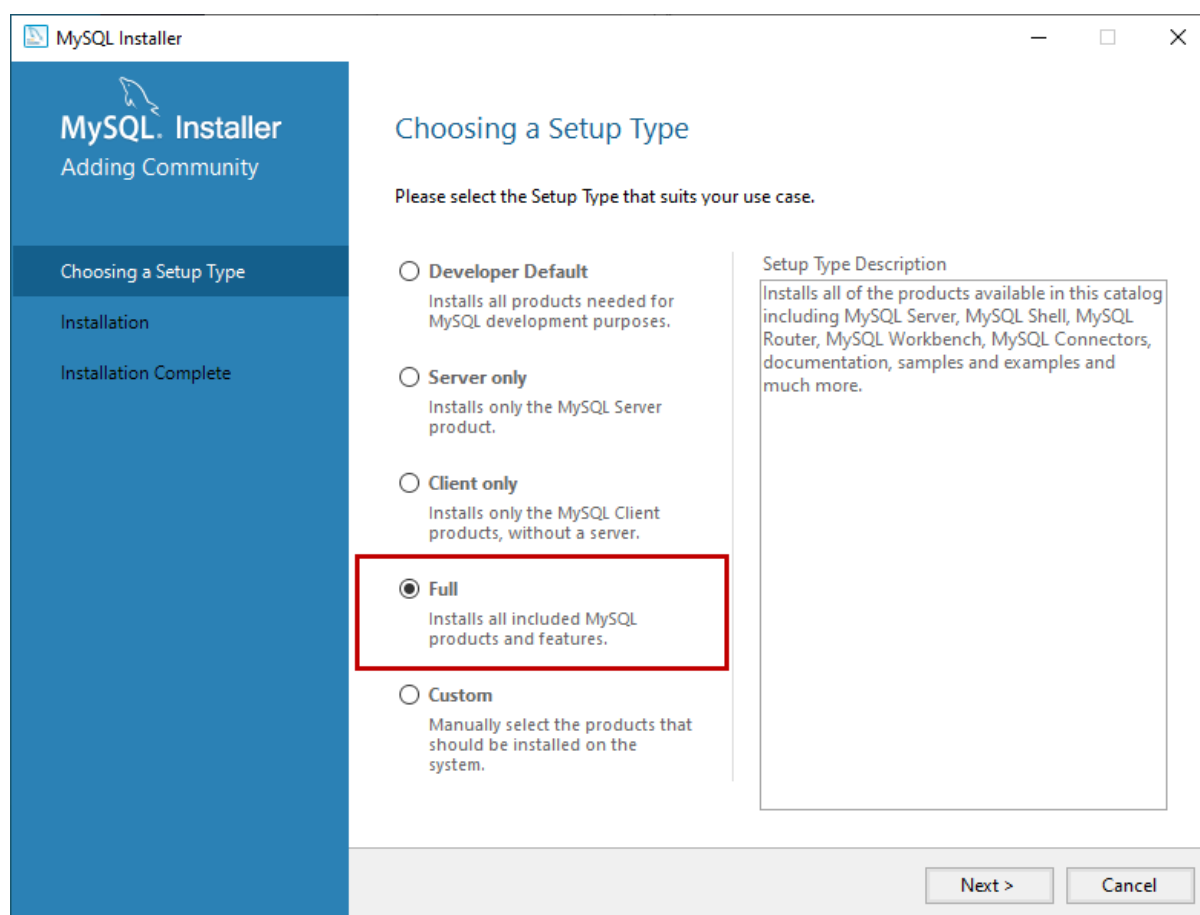 MySQL Installer
MySQL. Installer
Adding Community
Choosing a Setup Type
Installation
Installation Complete
Choosing a Setup Type
Please select the Setup Type that suits your use case.
Developer Default
Installs all products needed for
MySQL development purposes.
Server only
Installs only the MySQL Server
product.
Client only
Installs only the MySQL Client
products, without a server.
Full
Installs all included MySQL
products and features.
Custom
Manually select the products that
should be installed on the
system.
Setup Type Description
Installs all of the products available in this catalog
including MySQL Server, MySQL Shell, MySQL
Router, MySQL Workbench, MySQL Connectors,
documentation, samples and examples and
much more.
Next >
Cancel